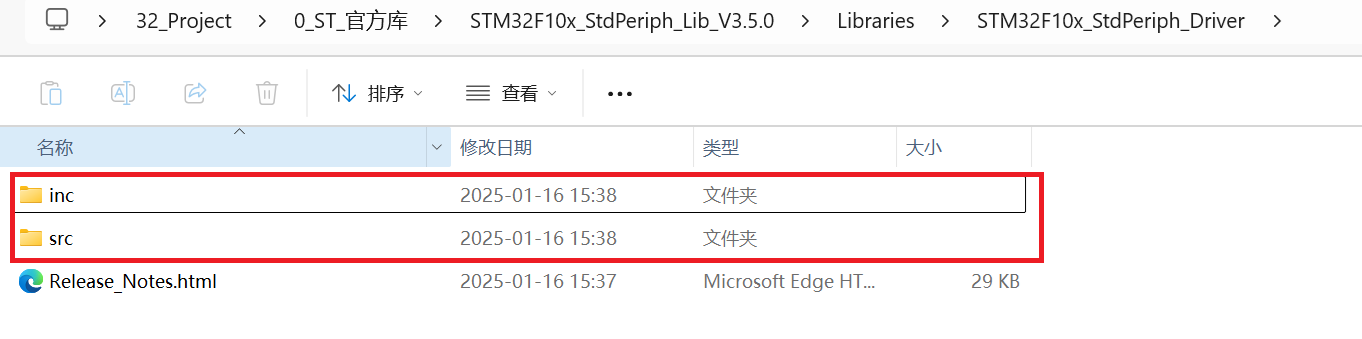 32_Project > 0_ST_官方库 > STM32F10x_StdPeriph_Lib_V3.5.0 > Libraries > STM32F10x_StdPeriph_Driver >
排序 查看 •••
名称 修改日期 类型 大小
inc 2025-01-16 15:38 文件夹
src 2025-01-16 15:38 文件夹
Release_Notes.html 2025-01-16 15:37 Microsoft Edge HT... 29 KB